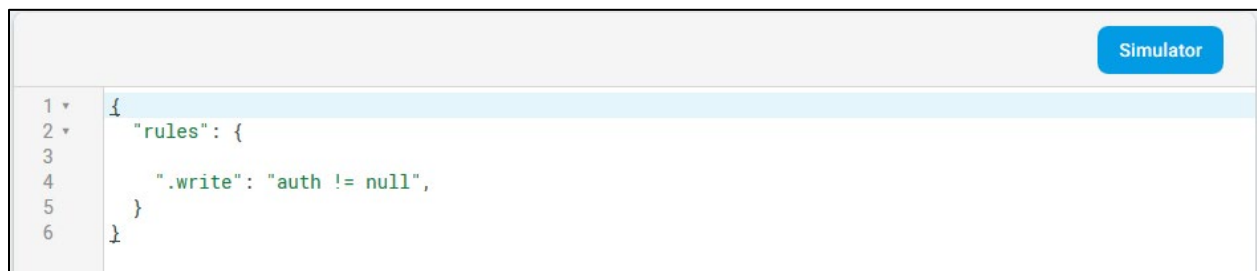 Simulator
1 {
2 "rules": {
3
4 ".write": "auth != null",
5 }
6 }